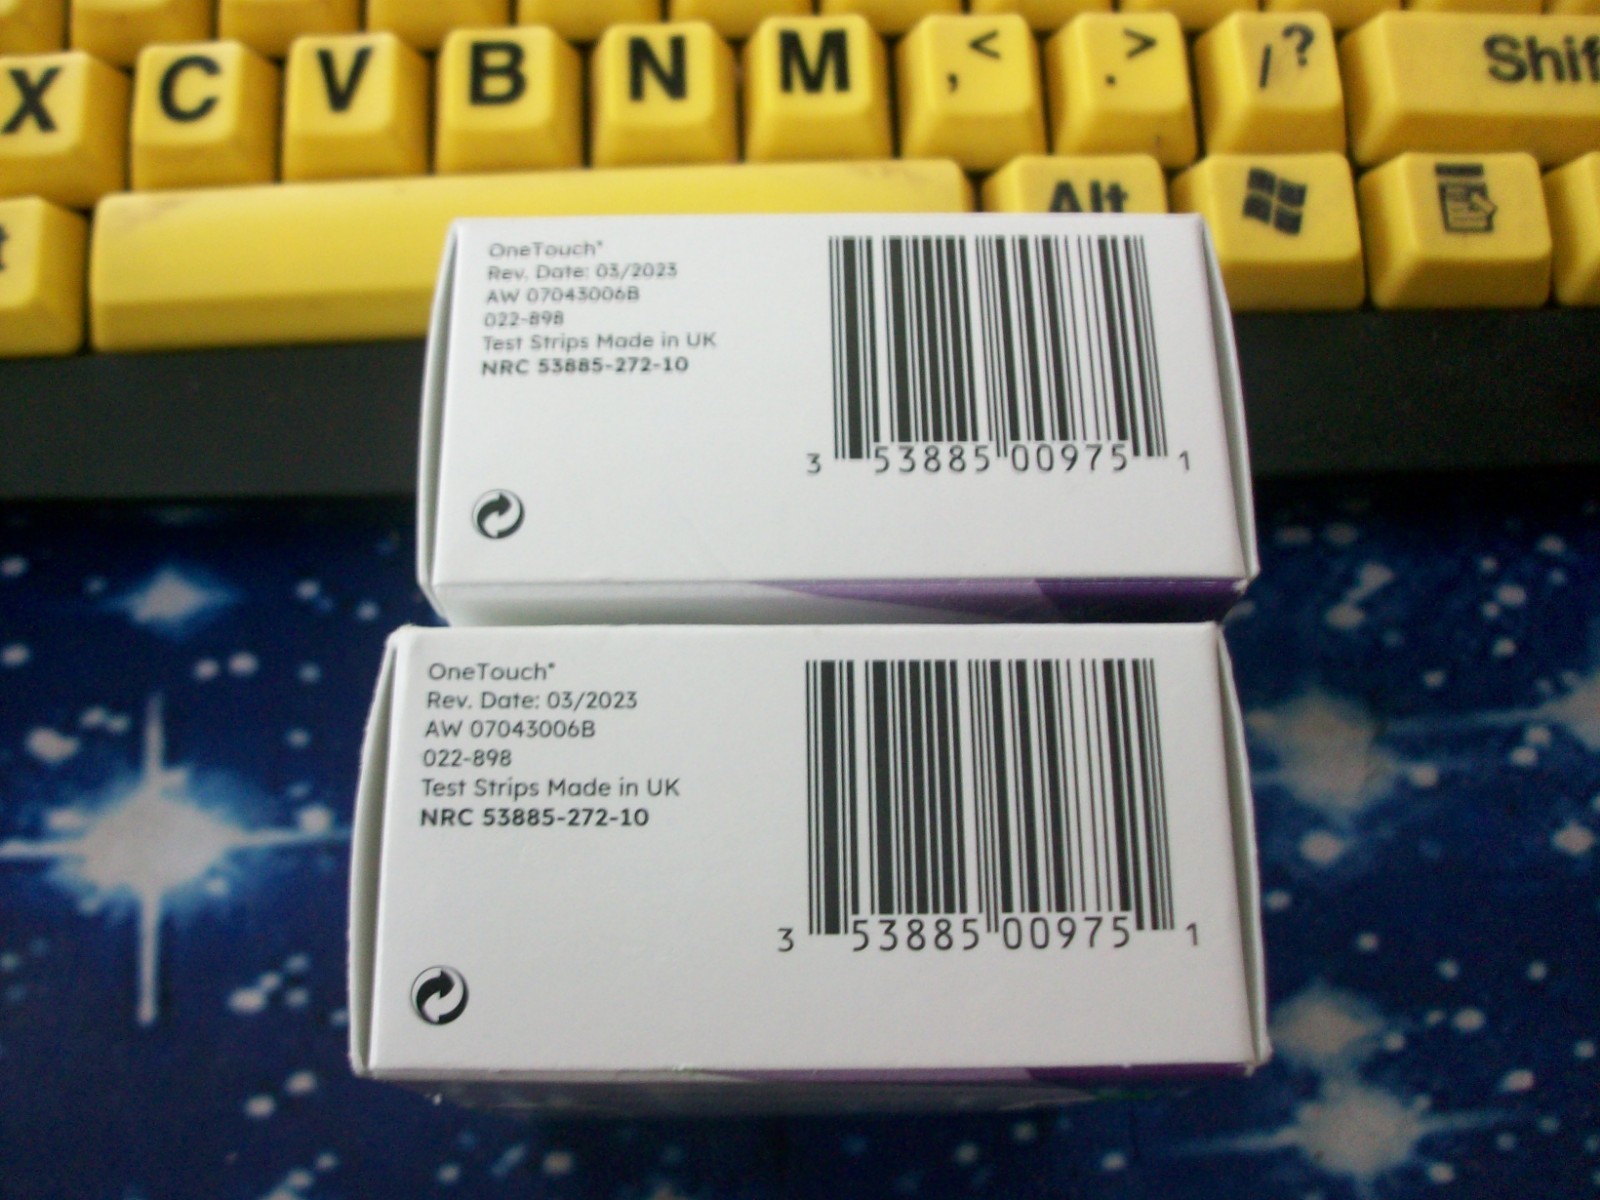 X C V B N M ,< .> /? Shif
t Alt
OneTouch®
Rev. Date: 03/2023
AW 07043006B
022-898
Test Strips Made in UK
NRC 53885-272-10
3 53885 00975 1
OneTouch®
Rev. Date: 03/2023
AW 07043006B
022-898
Test Strips Made in UK
NRC 53885-272-10
3 53885 00975 1